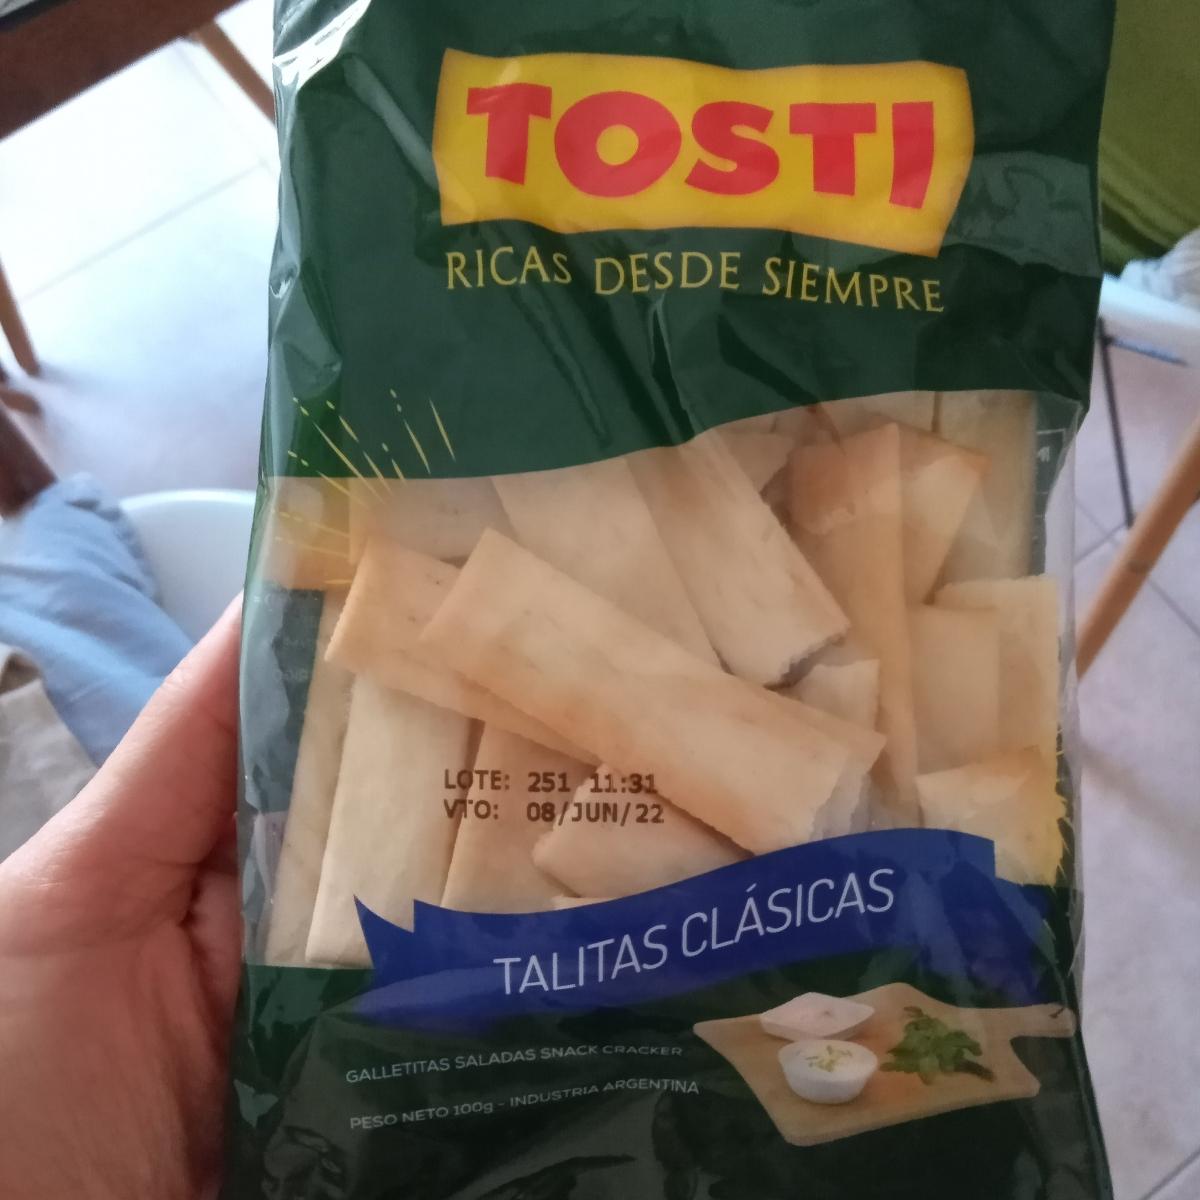 TOSTI
RICAS DESDE SIEMPRE
LOTE: 251 11:31
VTO: 08/JUN/22
TALITAS CLÁSICAS
GALLETITAS SALADAS SNACK CRACKER
PESO NETO 100g - INDUSTRIA ARGENTINA